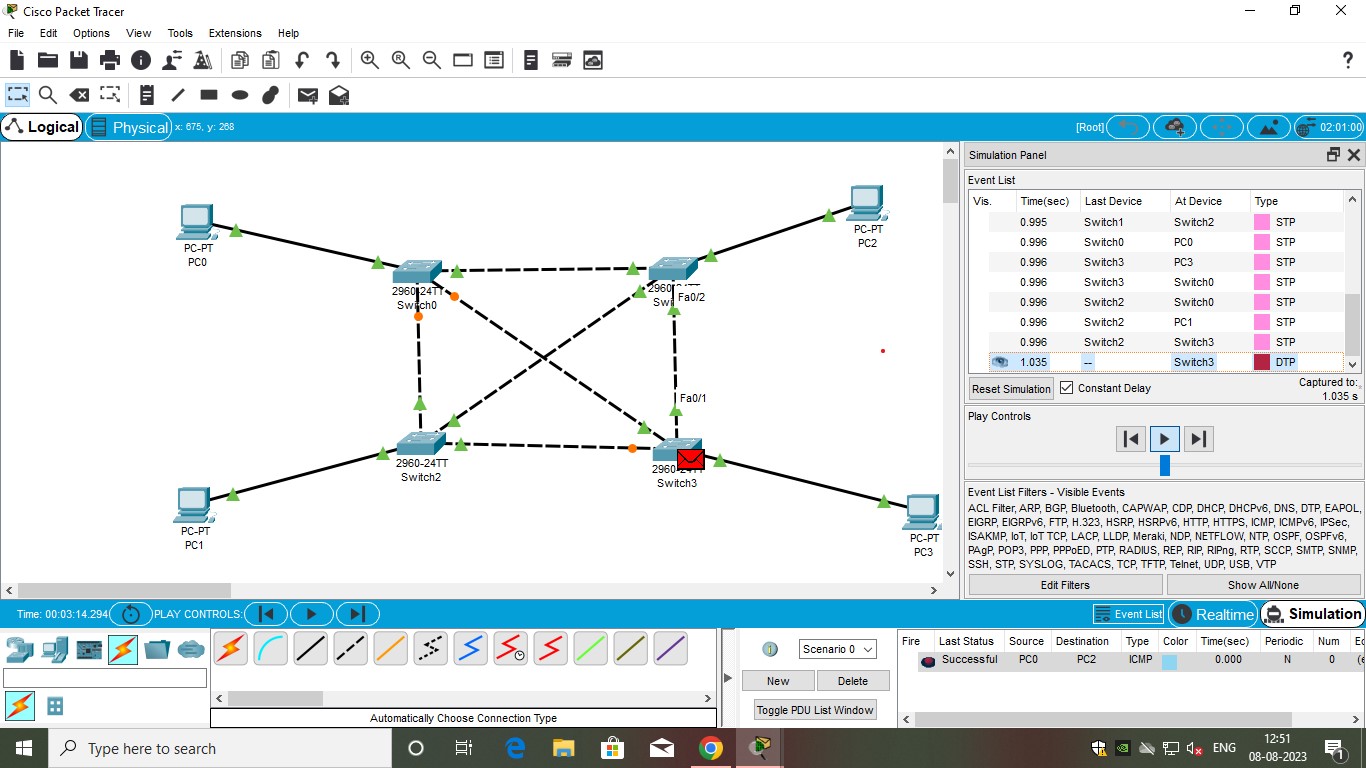 Cisco Packet Tracer
File Edit Options View Tools Extensions Help
Logical Physical x: 675, y: 268 [Root] 02:01:00
Simulation Panel
Event List
Vis. Time(sec) Last Device At Device Type
0.995 Switch1 Switch2 STP
0.996 Switch0 PC0 STP
0.996 Switch3 PC3 STP
0.996 Switch3 Switch0 STP
0.996 Switch2 Switch0 STP
0.996 Switch2 PC1 STP
0.996 Switch2 Switch3 STP
1.035 -- Switch3 DTP
Reset Simulation Constant Delay Captured to:
1.035 s
Play Controls
Event List Filters - Visible Events
ACL Filter, ARP, BGP, Bluetooth, CAPWAP, CDP, DHCP, DHCPv6, DNS, DTP, EAPOL,
EIGRP, EIGRPv6, FTP, H.323, HSRP, HSRPv6, HTTP, HTTPS, ICMP, ICMPv6, IPSec,
ISAKMP, IoT, IoT TCP, LACP, LLDP, Meraki, NDP, NETFLOW, NTP, OSPF, OSPFv6,
PAgP, POP3, PPP, PPPoED, PTP, RADIUS, REP, RIP, RIPng, RTP, SCCP, SMTP, SNMP,
SSH, STP, SYSLOG, TACACS, TCP, TFTP, Telnet, UDP, USB, VTP
Edit Filters Show All/None
PC-PT
PC0
PC-PT
PC2
2960-24TT
Switch0
2960-24TT
Fa0/2
Fa0/1
2960-24TT
Switch2
2960-24TT
Switch3
PC-PT
PC1
PC-PT
PC3
Time: 00:03:14.294 PLAY CONTROLS: Event List Realtime Simulation
Automatically Choose Connection Type
Scenario 0
New Delete
Toggle PDU List Window
Fire Last Status Source Destination Type Color Time(sec) Periodic Num
Successful PC0 PC2 ICMP 0.000 N 0
Type here to search
ENG
12:51
08-08-2023
1